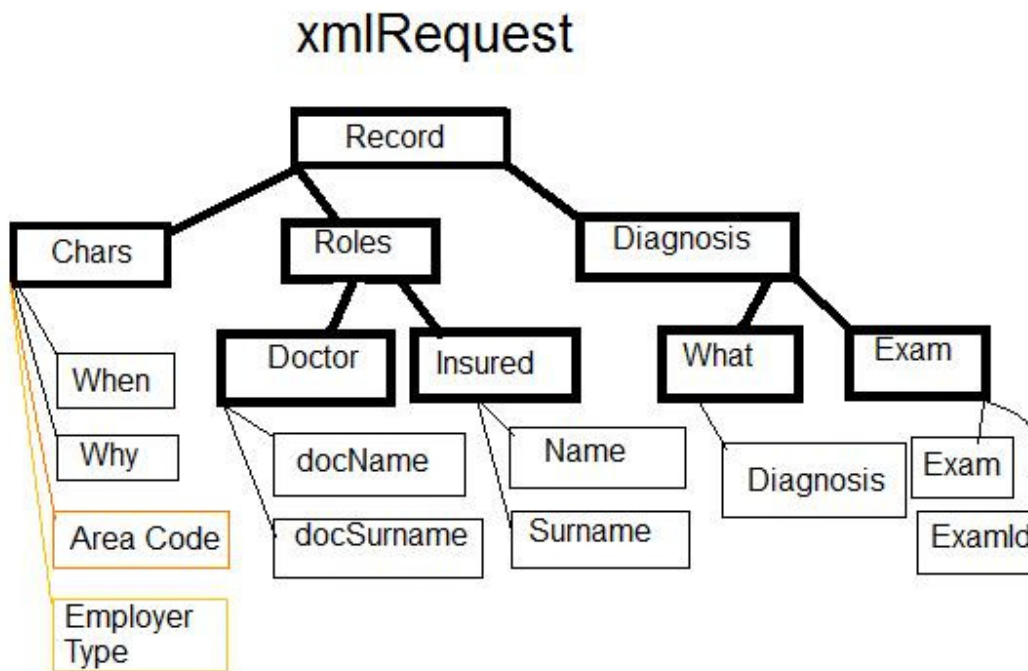 xmlRequest
Record
Chars
Roles
Diagnosis
Doctor
Insured
What
Exam
When
Why
Area Code
Employer
Type
docName
docSurname
Name
Surname
Diagnosis
Exam
ExamId